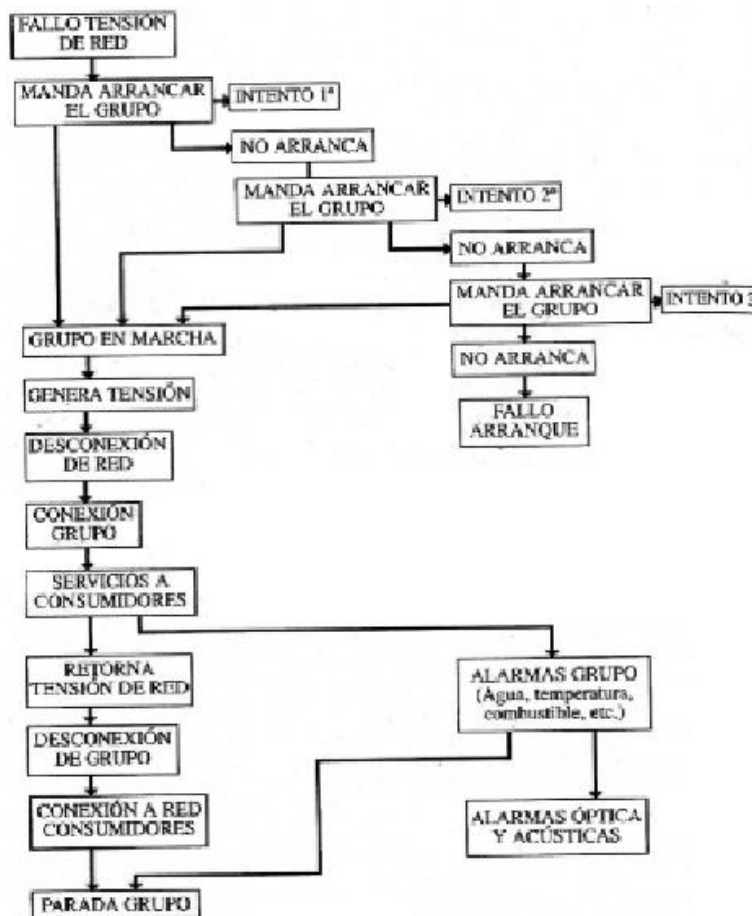 FALLO TENSIÓN
DE RED
MANDA ARRANCAR
EL GRUPO
INTENTO 1ª
NO ARRANCA
MANDA ARRANCAR
EL GRUPO
INTENTO 2ª
NO ARRANCA
MANDA ARRANCAR
EL GRUPO
INTENTO 3
GRUPO EN MARCHA
NO ARRANCA
GENERA TENSIÓN
FALLO
ARRANQUE
DESCONEXIÓN
DE RED
CONEXIÓN
GRUPO
SERVICIOS A
CONSUMIDORES
RETORNA
TENSIÓN DE RED
ALARMAS GRUPO
(Agua, temperatura,
combustible, etc.)
DESCONEXIÓN
DE GRUPO
CONEXIÓN A RED
CONSUMIDORES
ALARMAS ÓPTICA
Y ACÚSTICAS
PARADA GRUPO